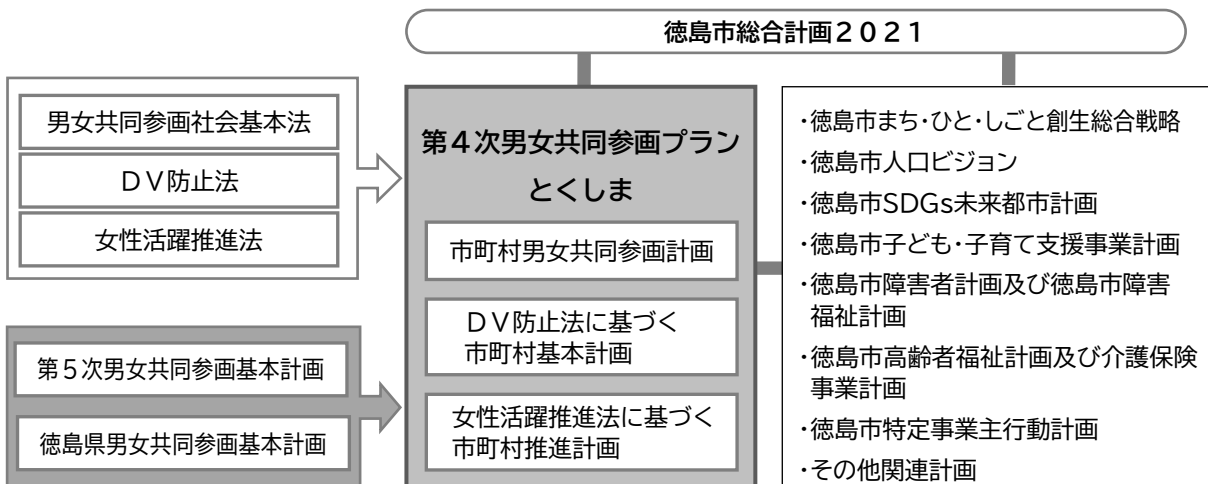 徳島市総合計画2021
男女共同参画社会基本法
DV防止法
女性活躍推進法
第5次男女共同参画基本計画
徳島県男女共同参画基本計画
第4次男女共同参画プラン
とくしま
市町村男女共同参画計画
DV防止法に基づく
市町村基本計画
女性活躍推進法に基づく
市町村推進計画
・徳島市まち・ひと・しごと創生総合戦略
・徳島市人口ビジョン
・徳島市SDGs未来都市計画
・徳島市子ども・子育て支援事業計画
・徳島市障害者計画及び徳島市障害
福祉計画
・徳島市高齢者福祉計画及び介護保険
事業計画
・徳島市特定事業主行動計画
・その他関連計画